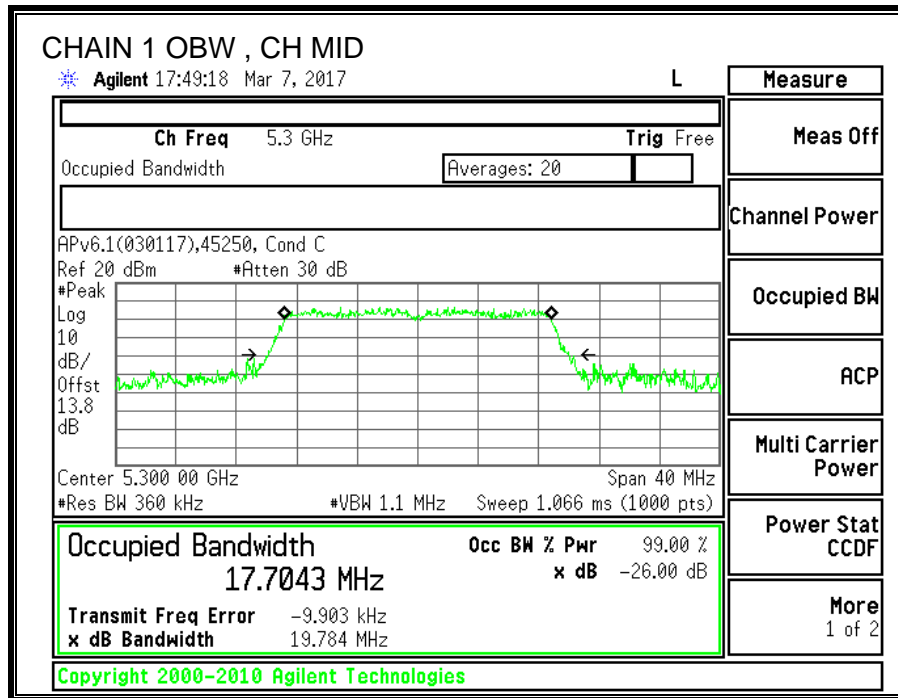 CHAIN 1 OBW , CH MID
Agilent 17:49:18 Mar 7, 2017 L
Measure
Ch Freq 5.3 GHz Trig Free
Occupied Bandwidth Averages: 20
APv6.1(030117),45250, Cond C
Ref 20 dBm #Atten 30 dB
#Peak
Log
10
dB/
Offst
13.8
dB
Center 5.300 00 GHz Span 40 MHz
#Res BW 360 kHz #VBW 1.1 MHz Sweep 1.066 ms (1000 pts)
Occupied Bandwidth Occ BW % Pwr 99.00 %
17.7043 MHz x dB -26.00 dB
Transmit Freq Error -9.903 kHz
x dB Bandwidth 19.784 MHz
Meas Off
Channel Power
Occupied BW
ACP
Multi Carrier
Power
Power Stat
CCDF
More
1 of 2
Copyright 2000-2010 Agilent Technologies